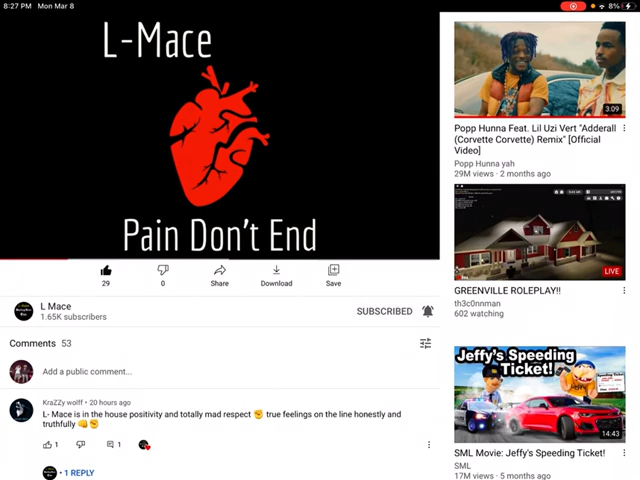 8:27 PM Mon Mar 8
8%
L-Mace
Pain Don't End
29
0
Share
Download
Save
L Mace
1.65K subscribers
SUBSCRIBED
Comments 53
Add a public comment...
KraZZy wolff • 20 hours ago
L- Mace is in the house positivity and totally mad respect ✊ true feelings on the line honestly and
truthfully 👊✊
1
1
• 1 REPLY
3:09
Popp Hunna Feat. Lil Uzi Vert "Adderall
(Corvette Corvette) Remix" [Official
Video]
Popp Hunna yah
29M views · 2 months ago
LIVE
GREENVILLE ROLEPLAY!!
th3c0nnman
602 watching
Jeffy's Speeding
Ticket!
14:43
SML Movie: Jeffy's Speeding Ticket!
SML
17M views · 5 months ago